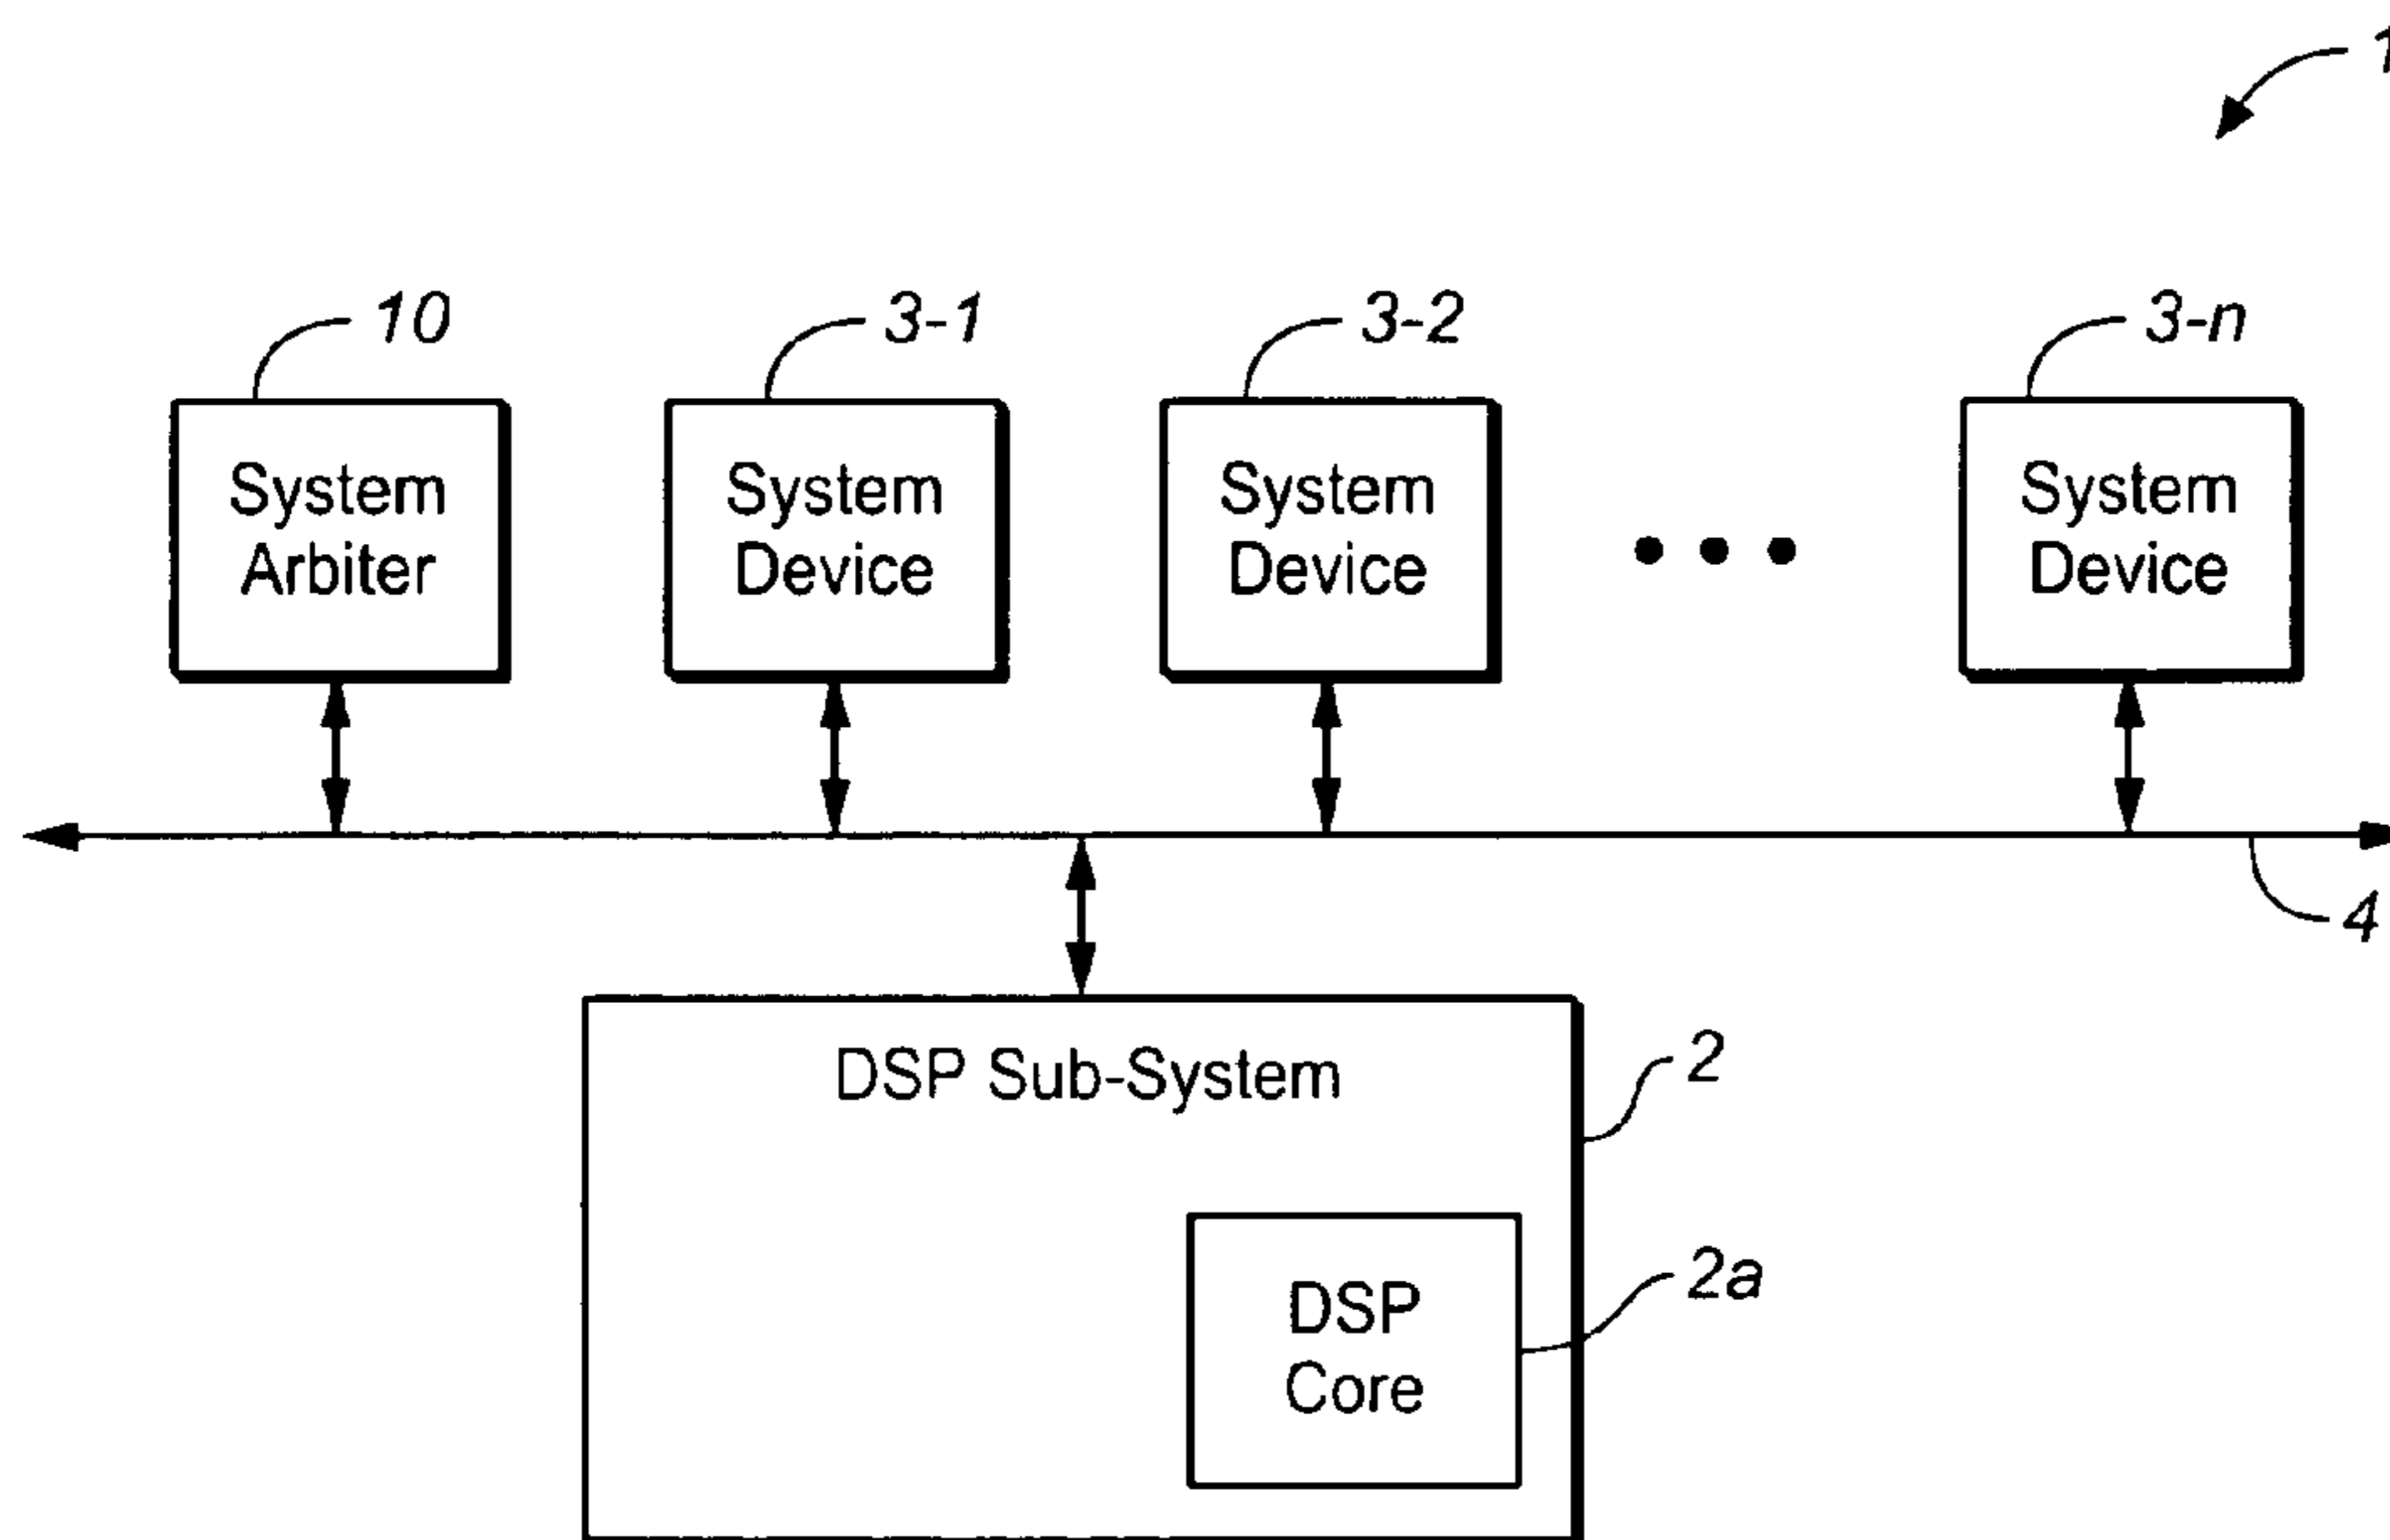 1
10
3-1
3-2
3-n
System
Arbiter
System
Device
System
Device
System
Device
4
DSP Sub-System
2
2a
DSP
Core